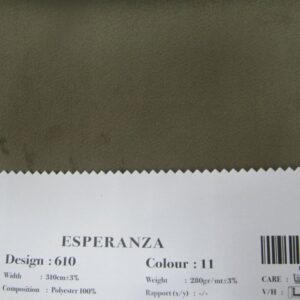 ESPERANZA
Design : 610 Colour : 11
Width : 310cm±3% Weight : 280gr/mt±3% CARE :
Composition : Polyester 100% Rapport (x/y) : -/- V/H :